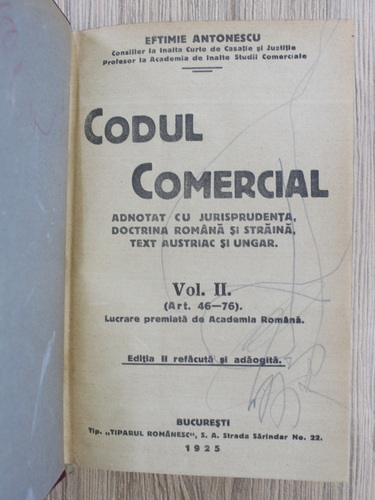 EFTIMIE ANTONESCU
Consilier la Inalta Curte de Casație și Justiție
Profesor la Academia de Inalte Studii Comerciale
CODUL
COMERCIAL
ADNOTAT CU JURISPRUDENȚA,
DOCTRINA ROMÂNĂ ȘI STRĂINĂ,
TEXT AUSTRIAC ȘI UNGAR.
Vol. II.
(Art. 46—76).
Lucrare premiată de Academia Română.
Ediția II refăcută și adăogită.
BUCUREȘTI
Tip. „TIPARUL ROMÂNESC”, S. A. Strada Sărindar No. 22.
1925